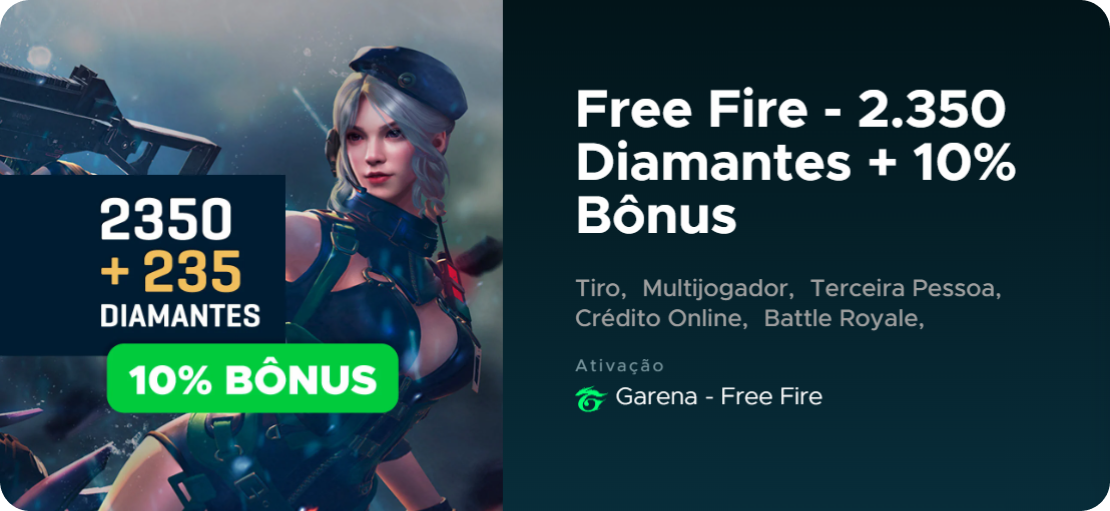 2350
+ 235
DIAMANTES
10% BÔNUS
Free Fire - 2.350
Diamantes + 10%
Bônus
Tiro, Multijogador, Terceira Pessoa,
Crédito Online, Battle Royale,
Ativação
Garena - Free Fire